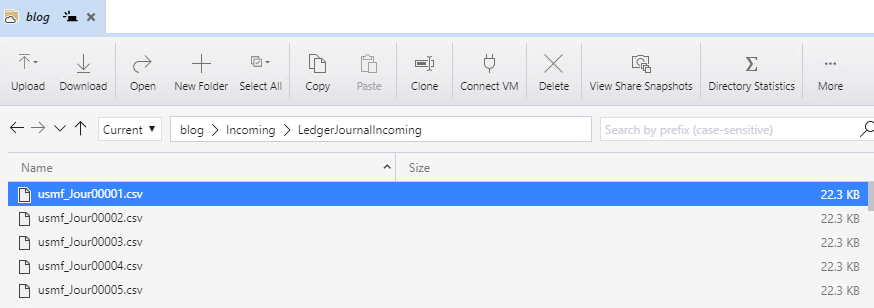 blog
Upload Download Open New Folder Select All Copy Paste Clone Connect VM Delete View Share Snapshots Directory Statistics More
Current blog Incoming LedgerJournalIncoming Search by prefix (case-sensitive)
Name Size
usmf_Jour00001.csv 22.3 KB
usmf_Jour00002.csv 22.3 KB
usmf_Jour00003.csv 22.3 KB
usmf_Jour00004.csv 22.3 KB
usmf_Jour00005.csv 22.3 KB